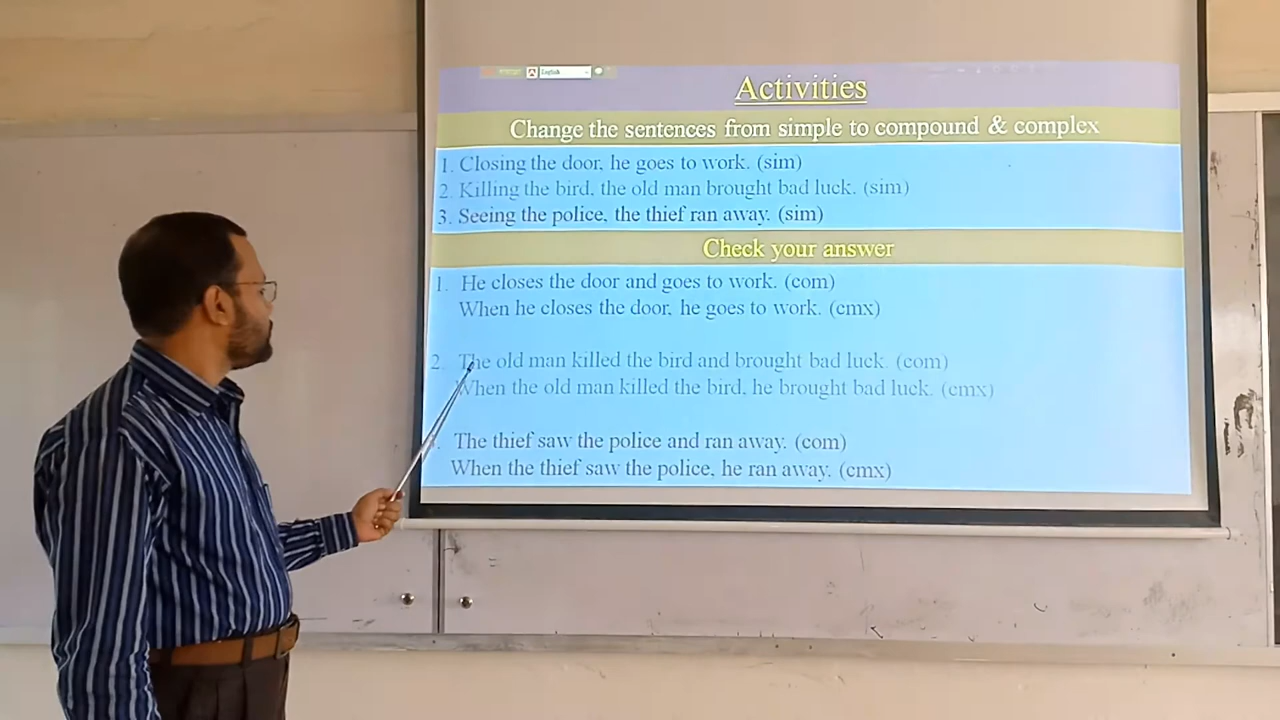 English
Activities
Change the sentences from simple to compound & complex
1. Closing the door, he goes to work. (sim)
2. Killing the bird, the old man brought bad luck. (sim)
3. Seeing the police, the thief ran away. (sim)
Check your answer
1. He closes the door and goes to work. (com)
When he closes the door, he goes to work. (cmx)
2. The old man killed the bird and brought bad luck. (com)
When the old man killed the bird, he brought bad luck. (cmx)
The thief saw the police and ran away. (com)
When the thief saw the police, he ran away. (cmx)